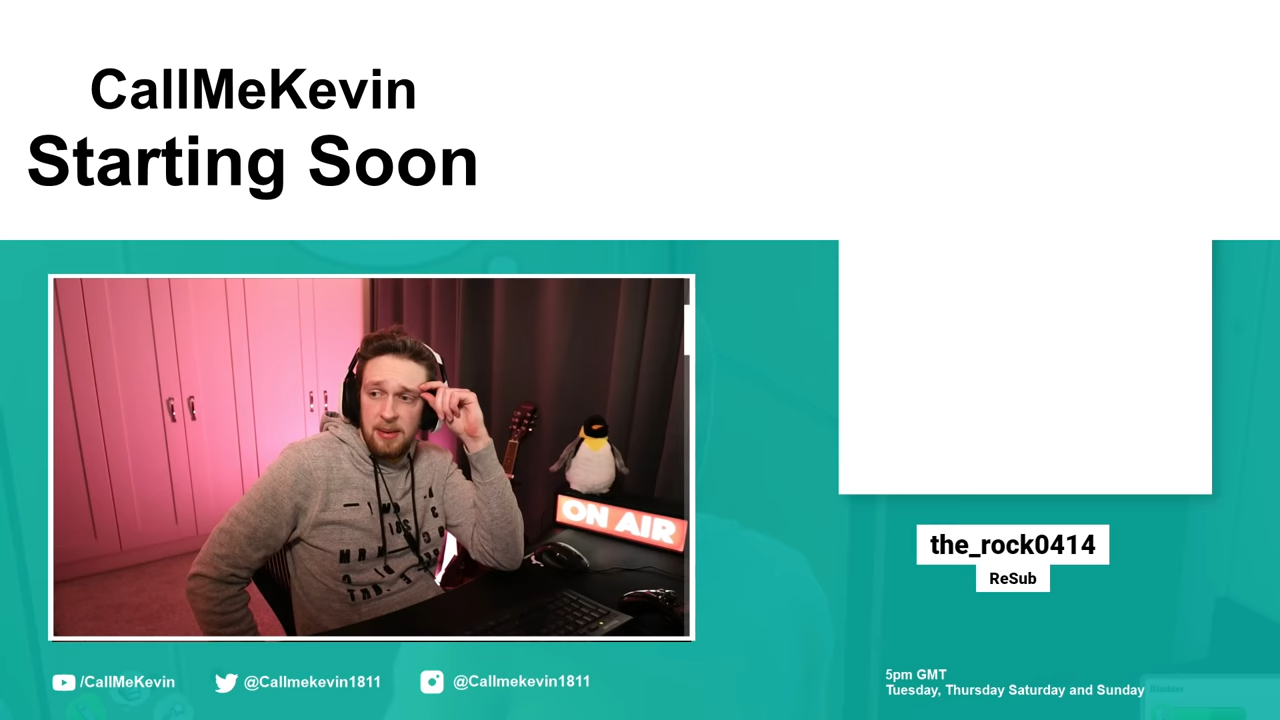 CallMeKevin
Starting Soon
ON AIR
the_rock0414
ReSub
/CallMeKevin
@Callmekevin1811
@Callmekevin1811
5pm GMT
Tuesday, Thursday Saturday and Sunday